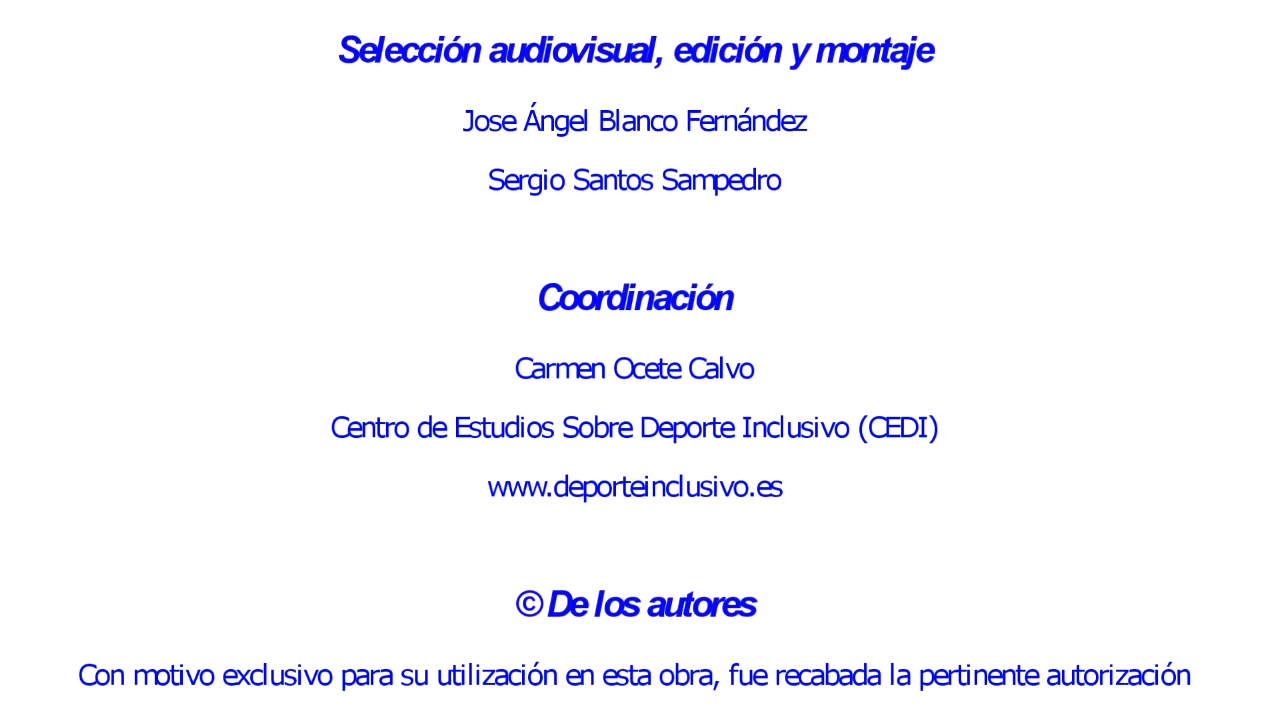 Selección audiovisual, edición y montaje
Jose Ángel Blanco Fernández
Sergio Santos Sampedro
Coordinación
Carmen Ocete Calvo
Centro de Estudios Sobre Deporte Inclusivo (CEDI)
www.deporteinclusivo.es
© De los autores
Con motivo exclusivo para su utilización en esta obra, fue recabada la pertinente autorización